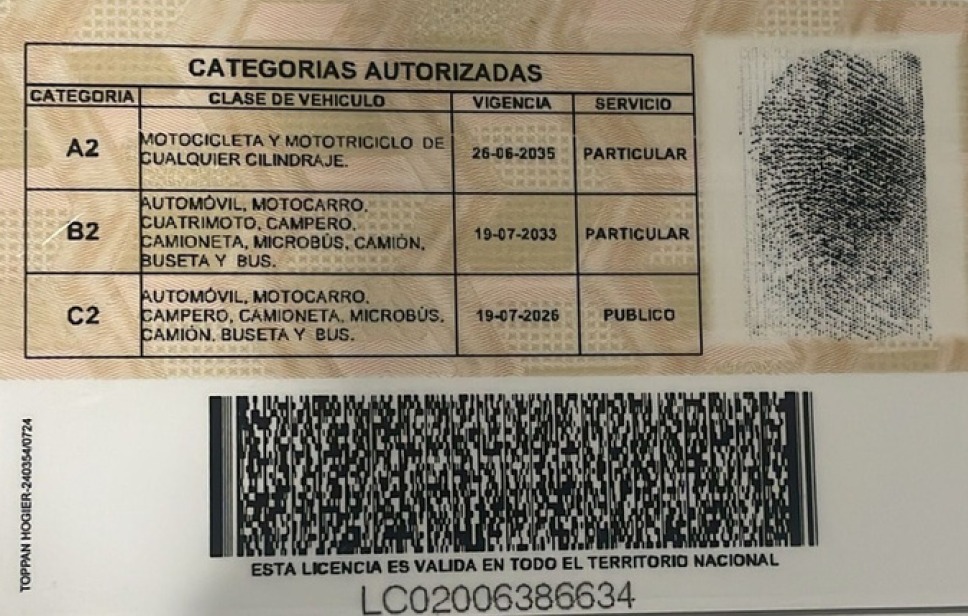 CATEGORIAS AUTORIZADAS
CATEGORIA CLASE DE VEHICULO VIGENCIA SERVICIO
A2 MOTOCICLETA Y MOTOTRICICLO DE CUALQUIER CILINDRAJE. 26-06-2035 PARTICULAR
B2 AUTOMÓVIL, MOTOCARRO, CUATRIMOTO, CAMPERO, CAMIONETA, MICROBÚS, CAMIÓN, BUSETA Y BUS. 19-07-2033 PARTICULAR
C2 AUTOMÓVIL, MOTOCARRO, CAMPERO, CAMIONETA, MICROBÚS, CAMIÓN, BUSETA Y BUS. 19-07-2026 PUBLICO
TOPPAN HOGIER-240354/0724
ESTA LICENCIA ES VALIDA EN TODO EL TERRITORIO NACIONAL
LC02006386634